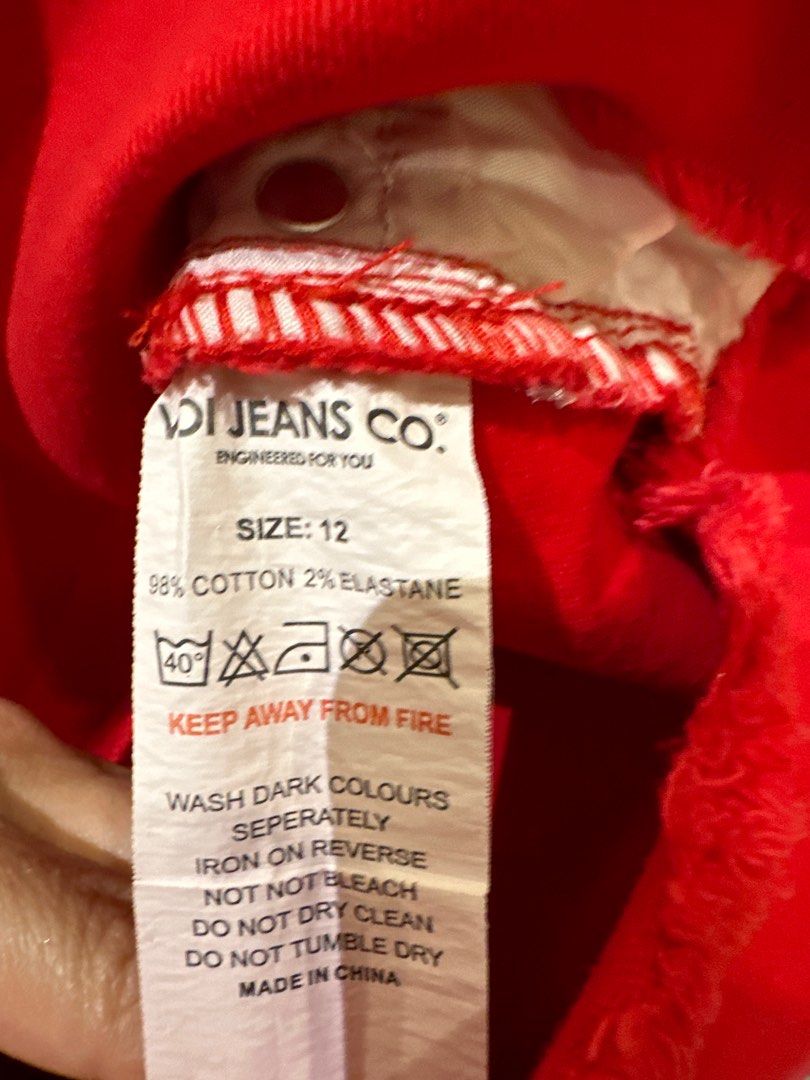 VOI JEANS CO.®
ENGINEERED FOR YOU
SIZE: 12
98% COTTON 2% ELASTANE
40°
KEEP AWAY FROM FIRE
WASH DARK COLOURS
SEPERATELY
IRON ON REVERSE
NOT NOT BLEACH
DO NOT DRY CLEAN
DO NOT TUMBLE DRY
MADE IN CHINA